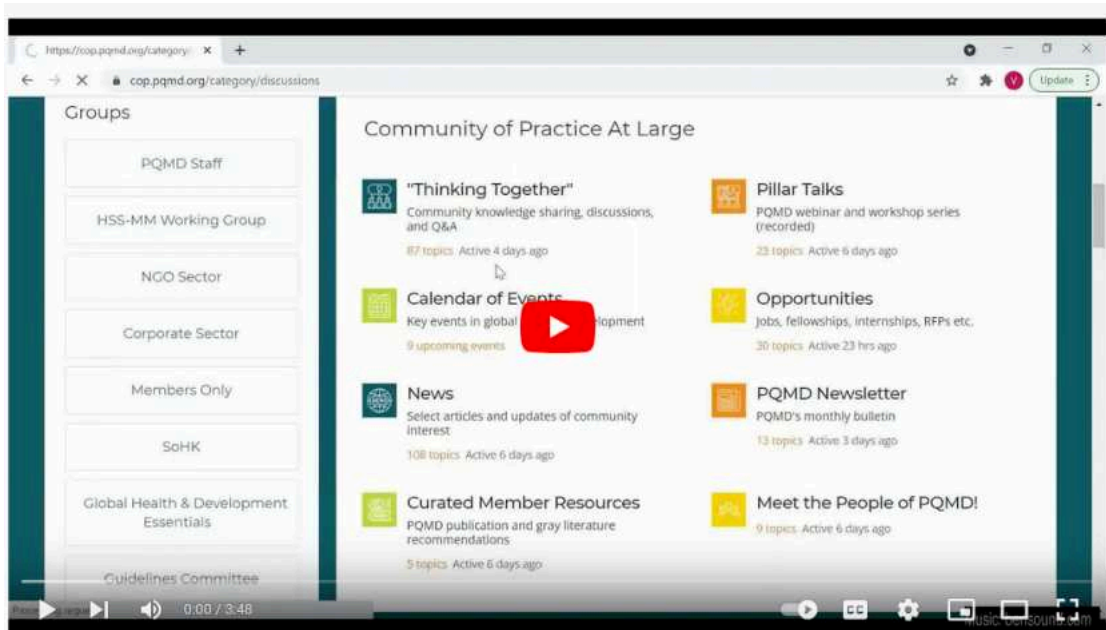 https://cop.pqmd.org/category/
cop.pqmd.org/category/discussions
V
Update
Groups
PQMD Staff
HSS-MM Working Group
NGO Sector
Corporate Sector
Members Only
SoHK
Global Health & Development
Essentials
Guidelines Committee
Community of Practice At Large
"Thinking Together"
Community knowledge sharing, discussions,
and Q&A
87 topics Active 4 days ago
Pillar Talks
PQMD webinar and workshop series
(recorded)
23 topics Active 6 days ago
Calendar of Events
Key events in global
9 upcoming events
Opportunities
Jobs, fellowships, internships, RFPs etc.
30 topics Active 23 hrs ago
News
Select articles and updates of community
interest
108 topics Active 6 days ago
PQMD Newsletter
PQMD's monthly bulletin
13 topics Active 3 days ago
Curated Member Resources
PQMD publication and gray literature
recommendations
5 topics Active 6 days ago
Meet the People of PQMD!
9 topics Active 6 days ago
0:00 / 3:48
CC
Music: bensound.com